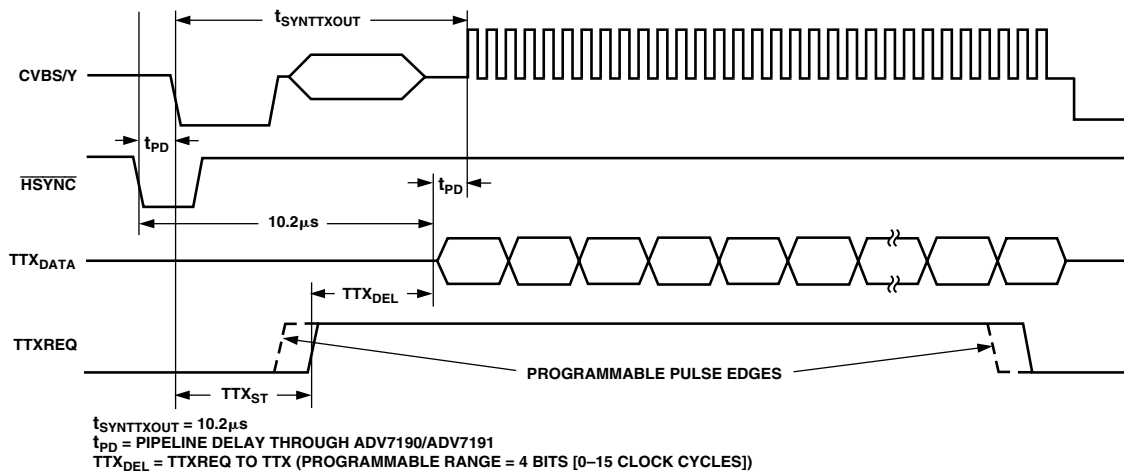 tSYNTTXOUT
CVBS/Y
tPD
HSYNC
tPD
10.2µs
TTXDATA
TTXDEL
TTXREQ
PROGRAMMABLE PULSE EDGES
TTXST
tSYNTTXOUT = 10.2µs
tPD = PIPELINE DELAY THROUGH ADV7190/ADV7191
TTXDEL = TTXREQ TO TTX (PROGRAMMABLE RANGE = 4 BITS [0–15 CLOCK CYCLES])